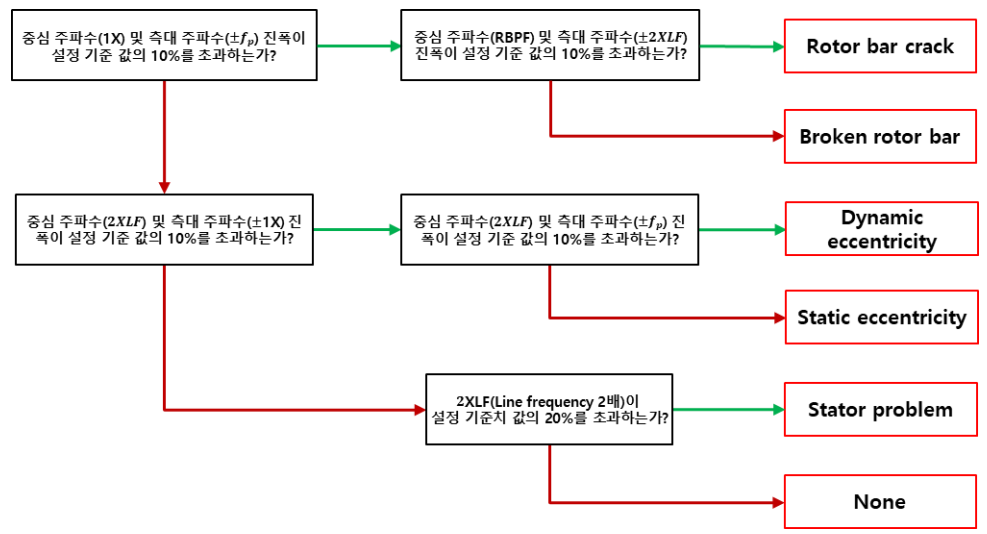 중심 주파수(1X) 및 측대 주파수(±fₚ) 진폭이
설정 기준 값의 10%를 초과하는가?
중심 주파수(RBPF) 및 측대 주파수(±2XLF)
진폭이 설정 기준 값의 10%를 초과하는가?
Rotor bar crack
Broken rotor bar
중심 주파수(2XLF) 및 측대 주파수(±1X) 진
폭이 설정 기준 값의 10%를 초과하는가?
중심 주파수(2XLF) 및 측대 주파수(±fₚ) 진
폭이 설정 기준 값의 10%를 초과하는가?
Dynamic
eccentricity
Static eccentricity
2XLF(Line frequency 2배)이
설정 기준치 값의 20%를 초과하는가?
Stator problem
None